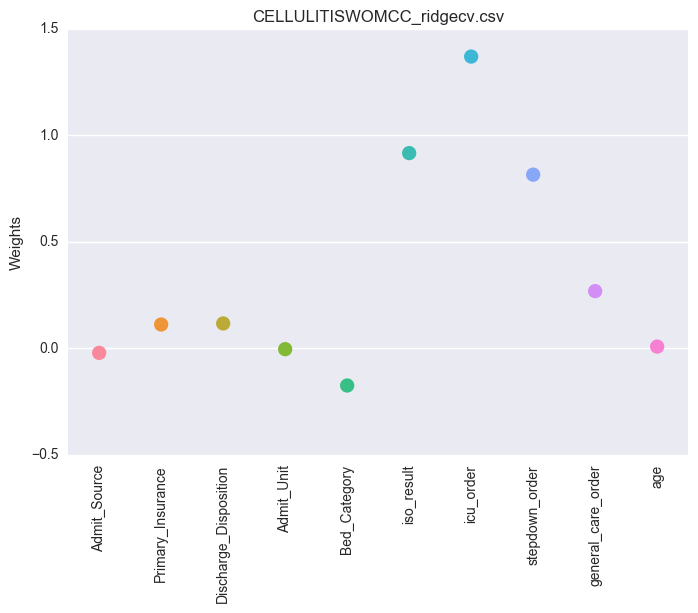 CELLULITISWOMCC_ridgecv.csv
1.5
1.0
0.5
0.0
−0.5
Weights
Admit_Source
Primary_Insurance
Discharge_Disposition
Admit_Unit
Bed_Category
iso_result
icu_order
stepdown_order
general_care_order
age